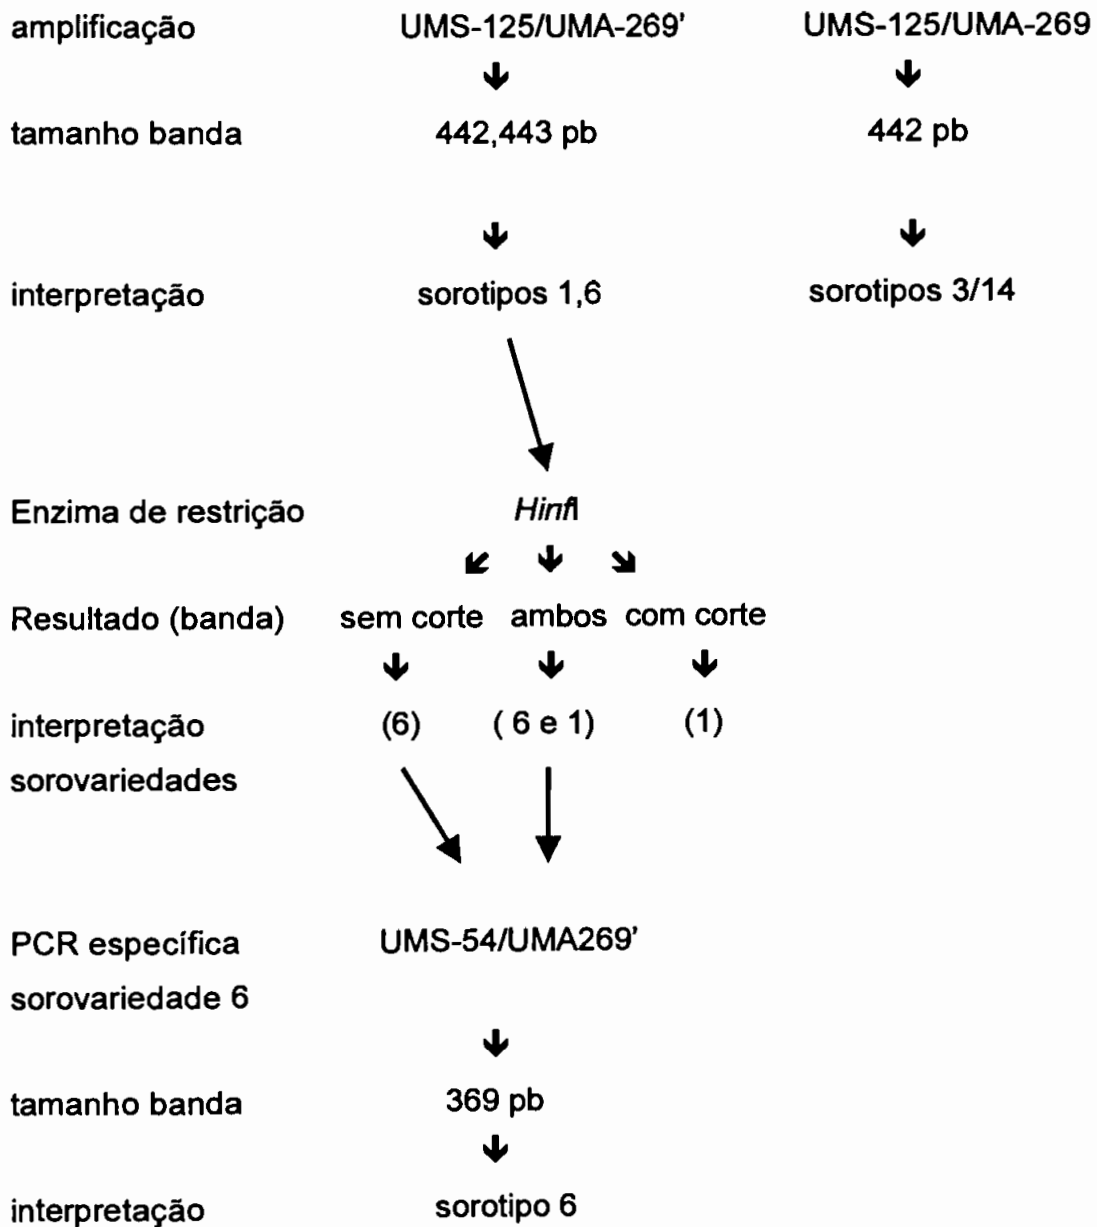 amplificação UMS-125/UMA-269' UMS-125/UMA-269
tamanho banda 442,443 pb 442 pb
interpretação sorotipos 1,6 sorotipos 3/14
Enzima de restrição HinfI
Resultado (banda) sem corte ambos com corte
interpretação (6) ( 6 e 1) (1)
sorovariedades
PCR específica UMS-54/UMA269'
sorovariedade 6
tamanho banda 369 pb
interpretação sorotipo 6